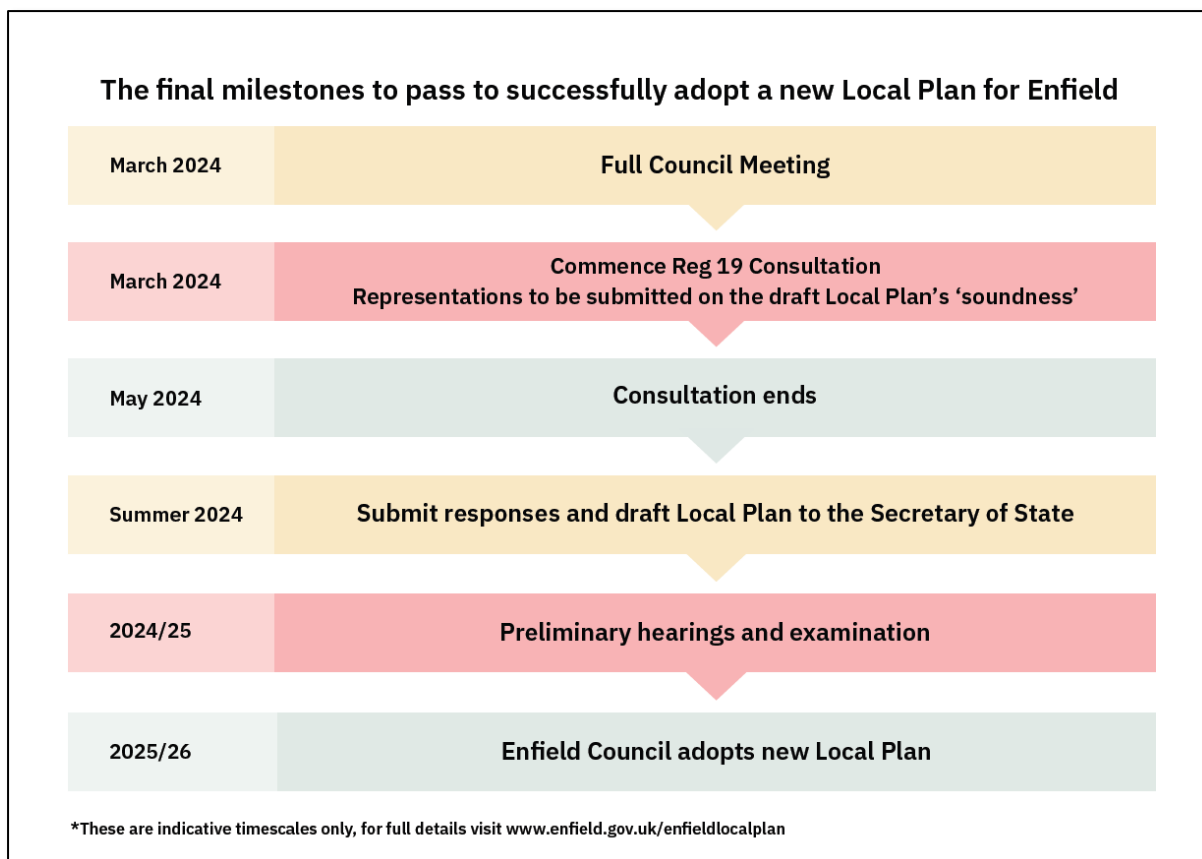 The final milestones to pass to successfully adopt a new Local Plan for Enfield
March 2024
Full Council Meeting
March 2024
Commence Reg 19 Consultation
Representations to be submitted on the draft Local Plan’s ‘soundness’
May 2024
Consultation ends
Summer 2024
Submit responses and draft Local Plan to the Secretary of State
2024/25
Preliminary hearings and examination
2025/26
Enfield Council adopts new Local Plan
*These are indicative timescales only, for full details visit www.enfield.gov.uk/enfieldlocalplan